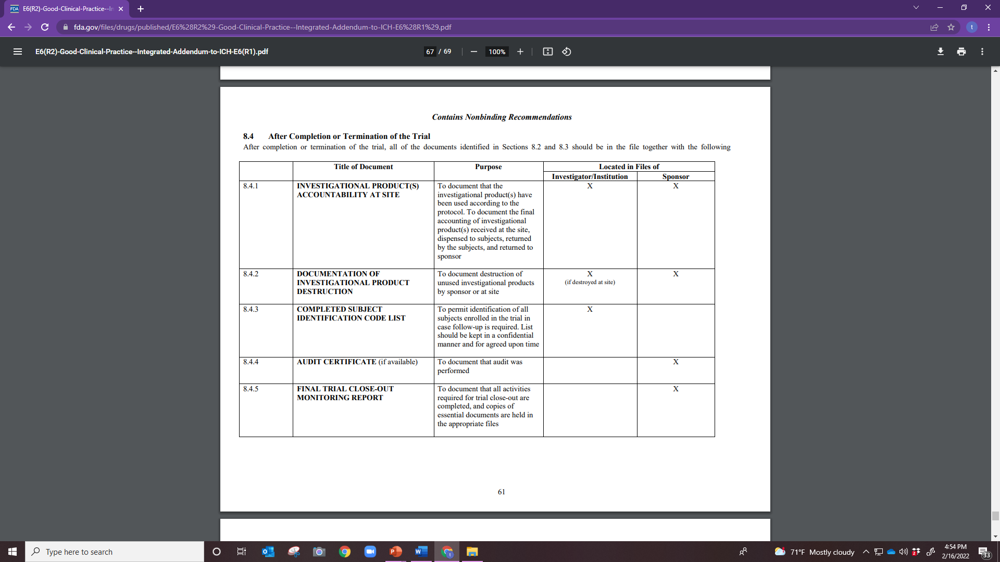 E6(R2)-Good-Clinical-Practice--In
fda.gov/files/drugs/published/E6%28R2%29-Good-Clinical-Practice--Integrated-Addendum-to-ICH-E6%28R1%29.pdf
t
E6(R2)-Good-Clinical-Practice--Integrated-Addendum-to-ICH-E6(R1).pdf
67 / 69
100%
Contains Nonbinding Recommendations
8.4 After Completion or Termination of the Trial
After completion or termination of the trial, all of the documents identified in Sections 8.2 and 8.3 should be in the file together with the following
Title of Document
Purpose
Located in Files of
Investigator/Institution
Sponsor
8.4.1
INVESTIGATIONAL PRODUCT(S)
ACCOUNTABILITY AT SITE
To document that the
investigational product(s) have
been used according to the
protocol. To document the final
accounting of investigational
product(s) received at the site,
dispensed to subjects, returned
by the subjects, and returned to
sponsor
X
X
8.4.2
DOCUMENTATION OF
INVESTIGATIONAL PRODUCT
DESTRUCTION
To document destruction of
unused investigational products
by sponsor or at site
X
(if destroyed at site)
X
8.4.3
COMPLETED SUBJECT
IDENTIFICATION CODE LIST
To permit identification of all
subjects enrolled in the trial in
case follow-up is required. List
should be kept in a confidential
manner and for agreed upon time
X
8.4.4
AUDIT CERTIFICATE (if available)
To document that audit was
performed
X
8.4.5
FINAL TRIAL CLOSE-OUT
MONITORING REPORT
To document that all activities
required for trial close-out are
completed, and copies of
essential documents are held in
the appropriate files
X
61
Type here to search
71°F Mostly cloudy
4:54 PM
2/16/2022
33